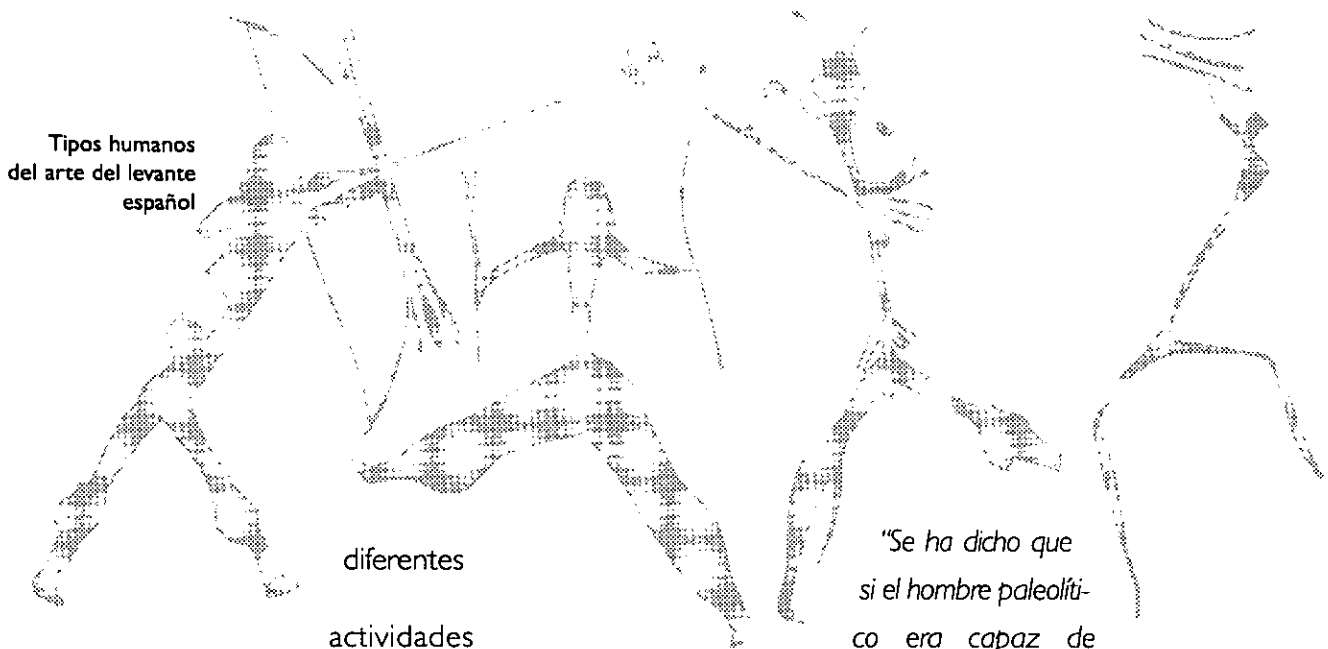 Tipos humanos
del arte del levante
español
diferentes
actividades
"Se ha dicho que
si el hombre paleolíti-
co era capaz de